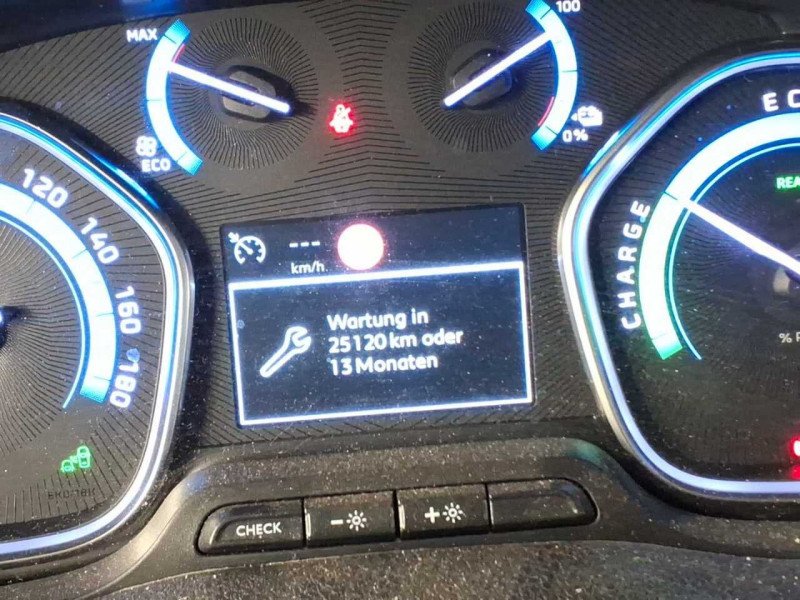 MAX
100
ECO
0%
120
140
160
180
---
km/h
Wartung in
25120 km oder
13 Monaten
CHARGE
CHECK
-
+